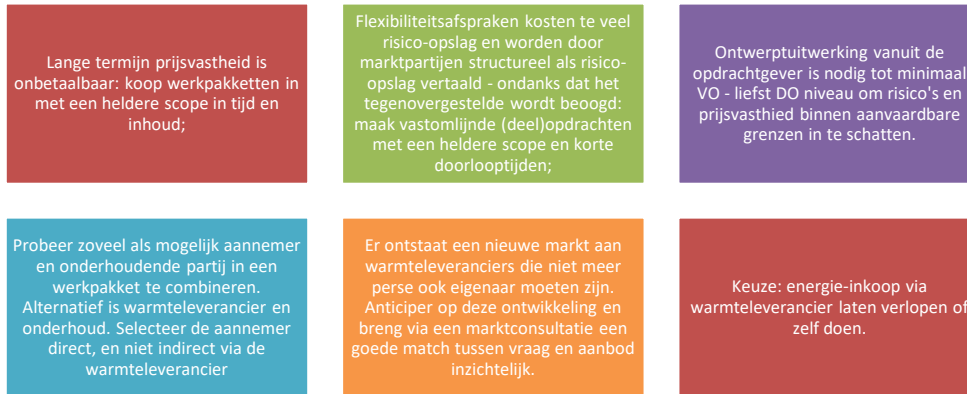 Lange termijn prijsvastheid is
onbetaalbaar: koop werkpakketten in
met een heldere scope in tijd en
inhoud;
Flexibiliteitsafspraken kosten te veel
risico-opslag en worden door
marktpartijen structureel als risico-
opslag vertaald - ondanks dat het
tegenovergestelde wordt beoogd:
maak vastomlijnde (deel)opdrachten
met een heldere scope en korte
doorlooptijden;
Ontwerptuitwerking vanuit de
opdrachtgever is nodig tot minimaal
VO - liefst DO niveau om risico's en
prijsvasthied binnen aanvaardbare
grenzen in te schatten.
Probeer zoveel als mogelijk aannemer
en onderhoudende partij in een
werkpakket te combineren.
Alternatief is warmteleverancier en
onderhoud. Selecteer de aannemer
direct, en niet indirect via de
warmteleverancier
Er ontstaat een nieuwe markt aan
warmteleveranciers die niet meer
perse ook eigenaar moeten zijn.
Anticiper op deze ontwikkeling en
breng via een marktconsultatie een
goede match tussen vraag en aanbod
inzichtelijk.
Keuze: energie-inkoop via
warmteleverancier laten verlopen of
zelf doen.